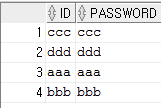 ID PASSWORD
1 ccc ccc
2 ddd ddd
3 aaa aaa
4 bbb bbb